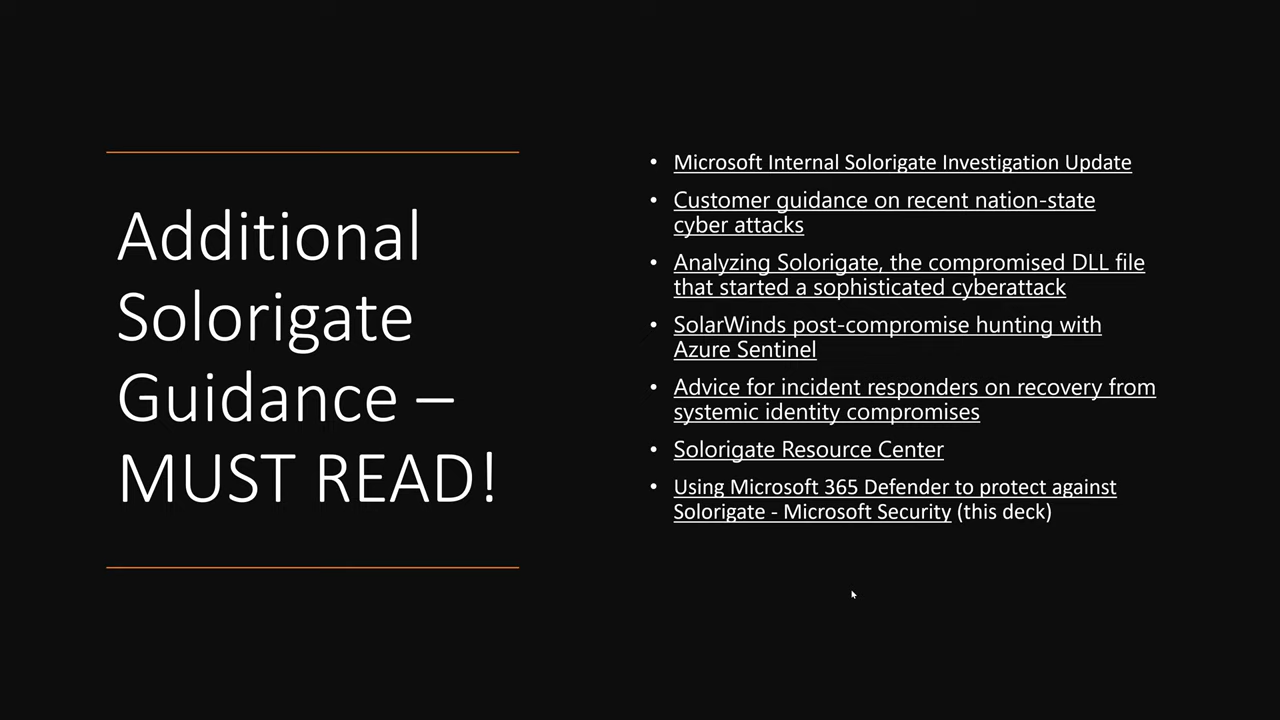 Additional
Solorigate
Guidance –
MUST READ!
• Microsoft Internal Solorigate Investigation Update
• Customer guidance on recent nation-state
cyber attacks
• Analyzing Solorigate, the compromised DLL file
that started a sophisticated cyberattack
• SolarWinds post-compromise hunting with
Azure Sentinel
• Advice for incident responders on recovery from
systemic identity compromises
• Solorigate Resource Center
• Using Microsoft 365 Defender to protect against
Solorigate - Microsoft Security (this deck)